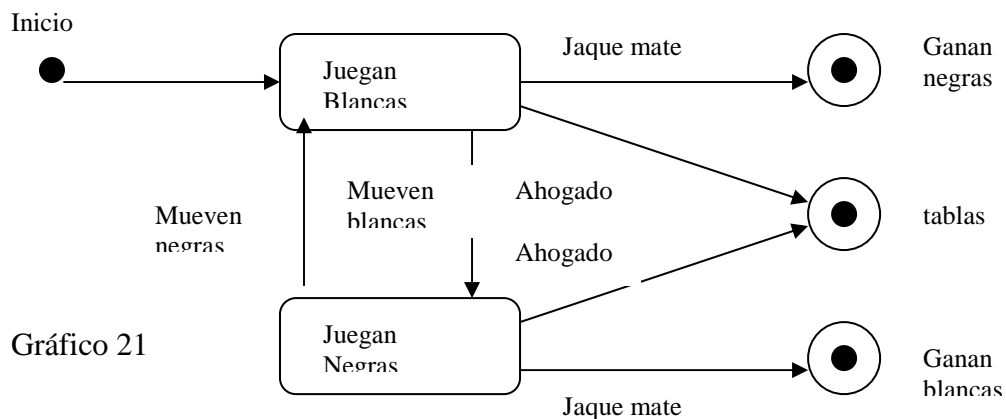 Inicio
Jaque mate
Ganan
negras
Juegan
Blancas
Mueven
negras
Mueven
blancas
Ahogado
tablas
Ahogado
Gráfico 21
Juegan
Negras
Ganan
blancas
Jaque mate